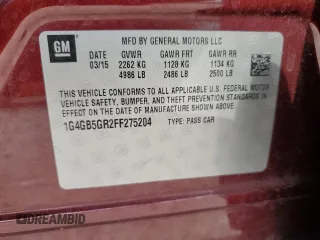 GM
MFD BY GENERAL MOTORS LLC
DATE GVWR GAWR FRT GAWR RR
03/15 2262 KG 1128 KG 1134 KG
4986 LB 2486 LB 2500 LB
THIS VEHICLE CONFORMS TO ALL APPLICABLE U.S. FEDERAL MOTOR
VEHICLE SAFETY, BUMPER, AND THEFT PREVENTION STANDARDS IN
EFFECT ON THE DATE OF MANUFACTURE SHOWN ABOVE.
1G4GB5GR2FF275204 TYPE: PASS CAR
EPICARBID